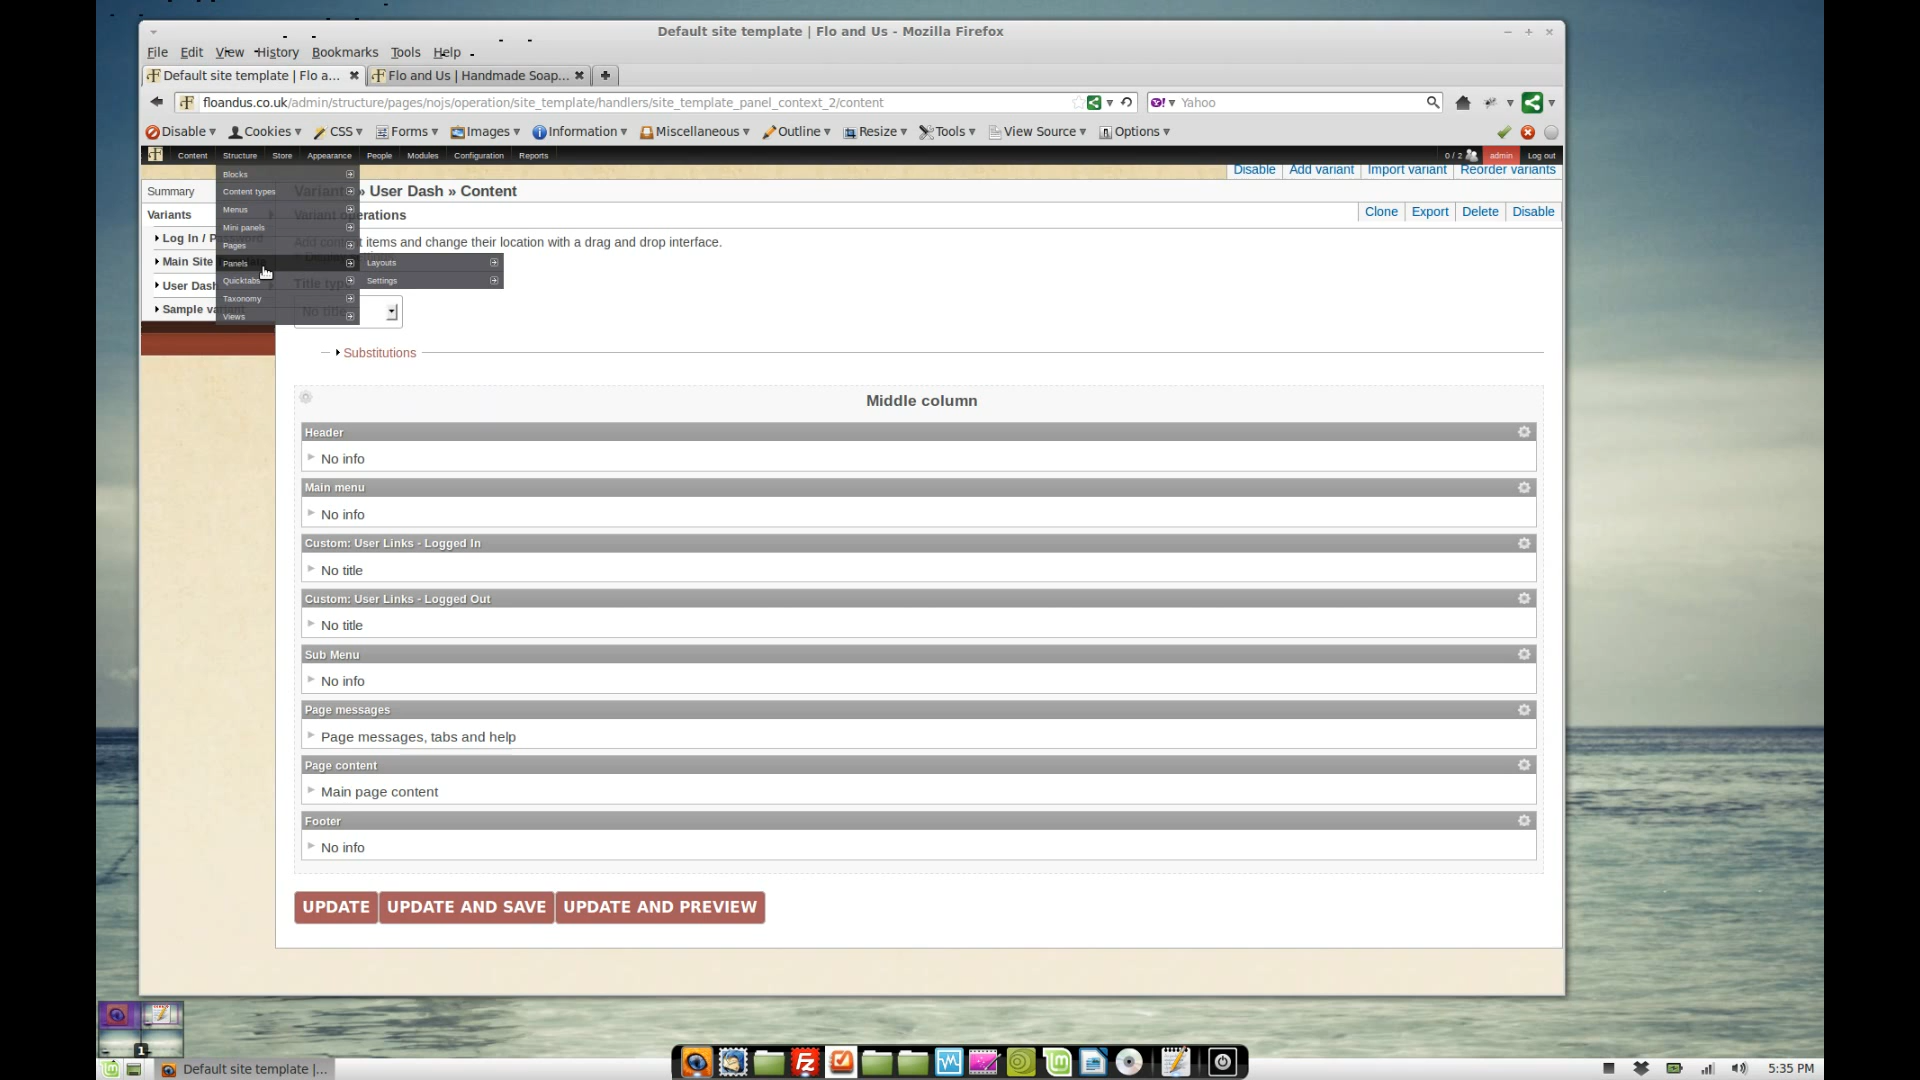 Default site template | Flo and Us - Mozilla Firefox
File Edit View History Bookmarks Tools Help
Default site template | Flo a... Flo and Us | Handmade Soap...
floandus.co.uk/admin/structure/pages/nojs/operation/site_template/handlers/site_template_panel_context_2/content Yahoo
Disable Cookies CSS Forms Images Information Miscellaneous Outline Resize Tools View Source Options
Content Structure Store Appearance People Modules Configuration Reports 0 / 2 admin Log out
Disable Add variant Import variant Reorder variants
Blocks
Summary Content types » User Dash » Content
Variants Menus Variant operations Clone Export Delete Disable
Mini panels
Log In / Pages items and change their location with a drag and drop interface.
Main Site Panels Layouts
User Dash Quicktabs Settings
Taxonomy
Sample Views No title
Substitutions
Middle column
Header
No info
Main menu
No info
Custom: User Links - Logged In
No title
Custom: User Links - Logged Out
No title
Sub Menu
No info
Page messages
Page messages, tabs and help
Page content
Main page content
Footer
No info
UPDATE UPDATE AND SAVE UPDATE AND PREVIEW
1
Default site template |... 5:35 PM